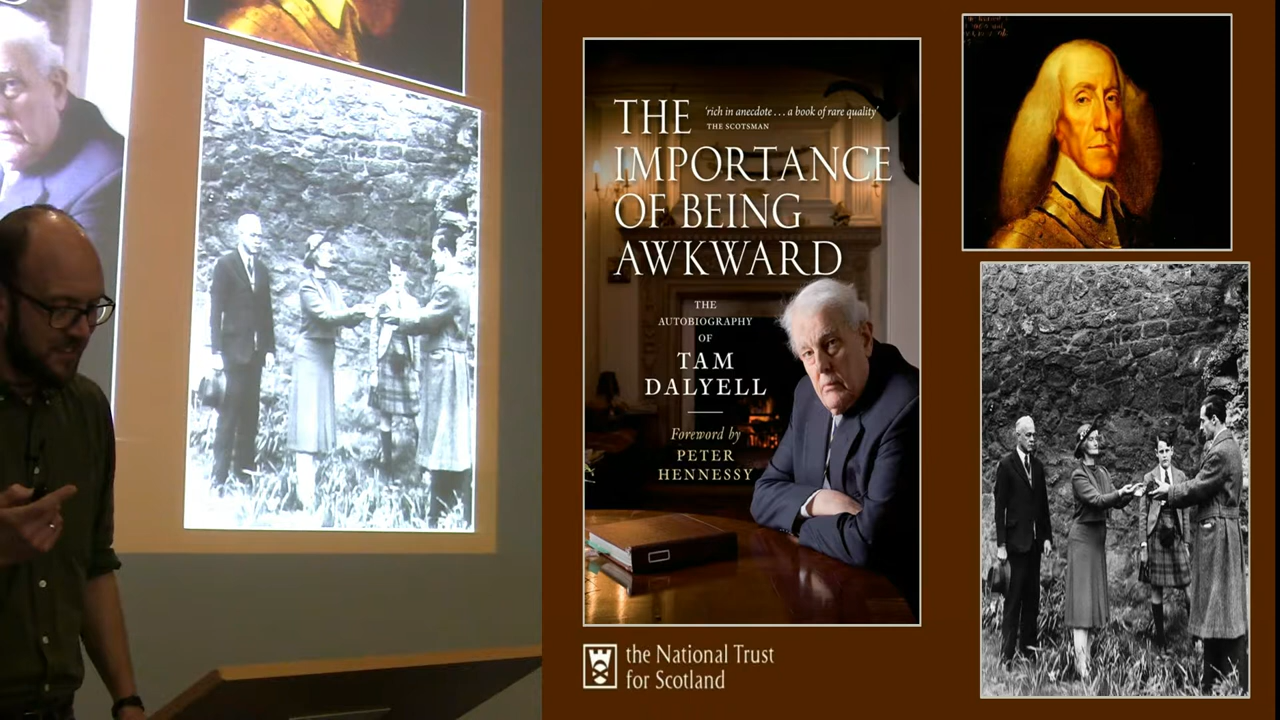 THE
'rich in anecdote . . . a book of rare quality'
THE SCOTSMAN
IMPORTANCE
OF BEING
AWKWARD
THE
AUTOBIOGRAPHY
OF
TAM
DALYELL
Foreword by
PETER
HENNESSY
the National Trust
for Scotland